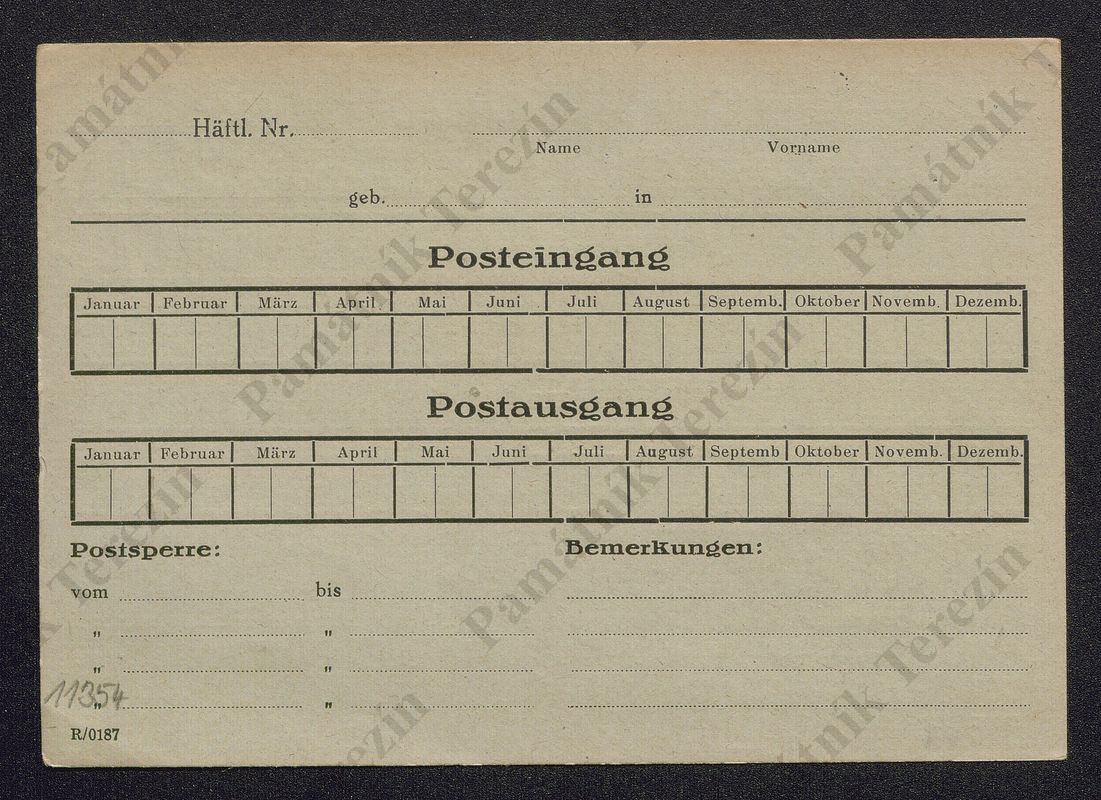 Häftl. Nr.
Name Vorname
geb. in
Posteingang
Januar Februar März April Mai Juni Juli August Septemb. Oktober Novemb. Dezemb.
Postausgang
Januar Februar März April Mai Juni Juli August Septemb Oktober Novemb. Dezemb.
Postsperre: Bemerkungen:
vom bis
" "
" "
11354 " "
R/0187
Památník Terezín